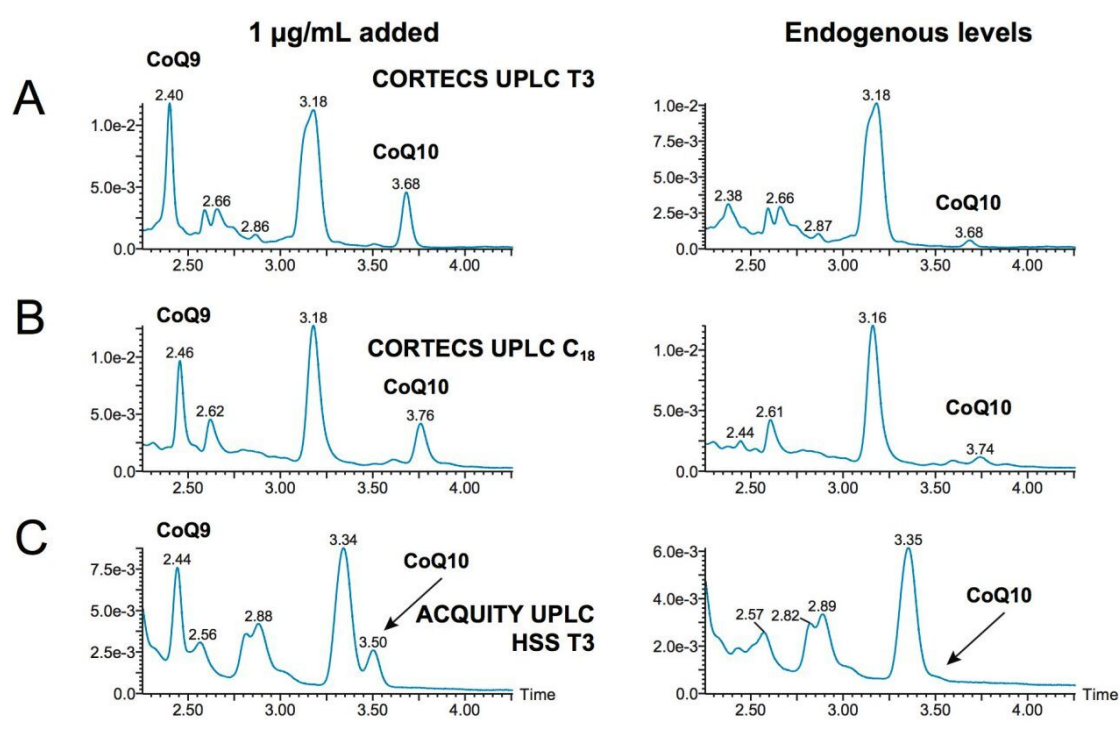 1 µg/mL added
Endogenous levels
A
CoQ9
CORTECS UPLC T3
CoQ10
2.40
2.66
2.86
3.18
3.68
1.0e-2
5.0e-3
0.0
2.50 3.00 3.50 4.00
CoQ10
2.38
2.66
2.87
3.18
3.68
1.0e-2
7.5e-3
5.0e-3
2.5e-3
0.0
2.50 3.00 3.50 4.00
B
CoQ9
CORTECS UPLC C₁₈
CoQ10
2.46
2.62
3.18
3.76
1.0e-2
5.0e-3
0.0
2.50 3.00 3.50 4.00
CoQ10
2.44
2.61
3.16
3.74
1.0e-2
5.0e-3
0.0
2.50 3.00 3.50 4.00
C
CoQ9
CoQ10
ACQUITY UPLC
HSS T3
2.44
2.56
2.88
3.34
3.50
7.5e-3
5.0e-3
2.5e-3
0.0
2.50 3.00 3.50 4.00
Time
CoQ10
2.57
2.82
2.89
3.35
6.0e-3
4.0e-3
2.0e-3
0.0
2.50 3.00 3.50 4.00
Time